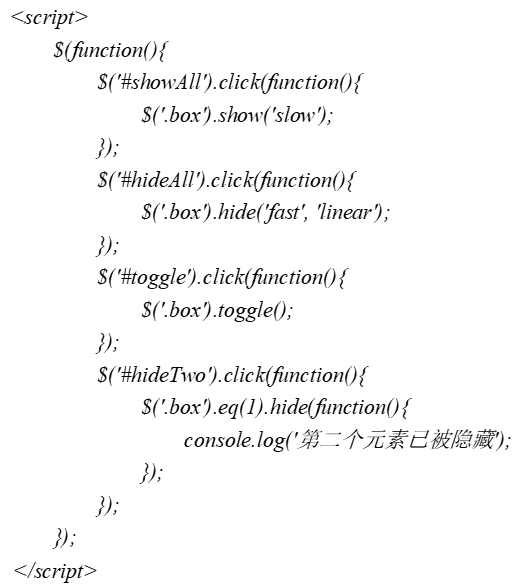 <script>
$(function(){
$('#showAll').click(function(){
$('.box').show('slow');
});
$('#hideAll').click(function(){
$('.box').hide('fast', 'linear');
});
$('#toggle').click(function(){
$('.box').toggle();
});
$('#hideTwo').click(function(){
$('.box').eq(1).hide(function(){
console.log('第二个元素已被隐藏');
});
});
});
</script>